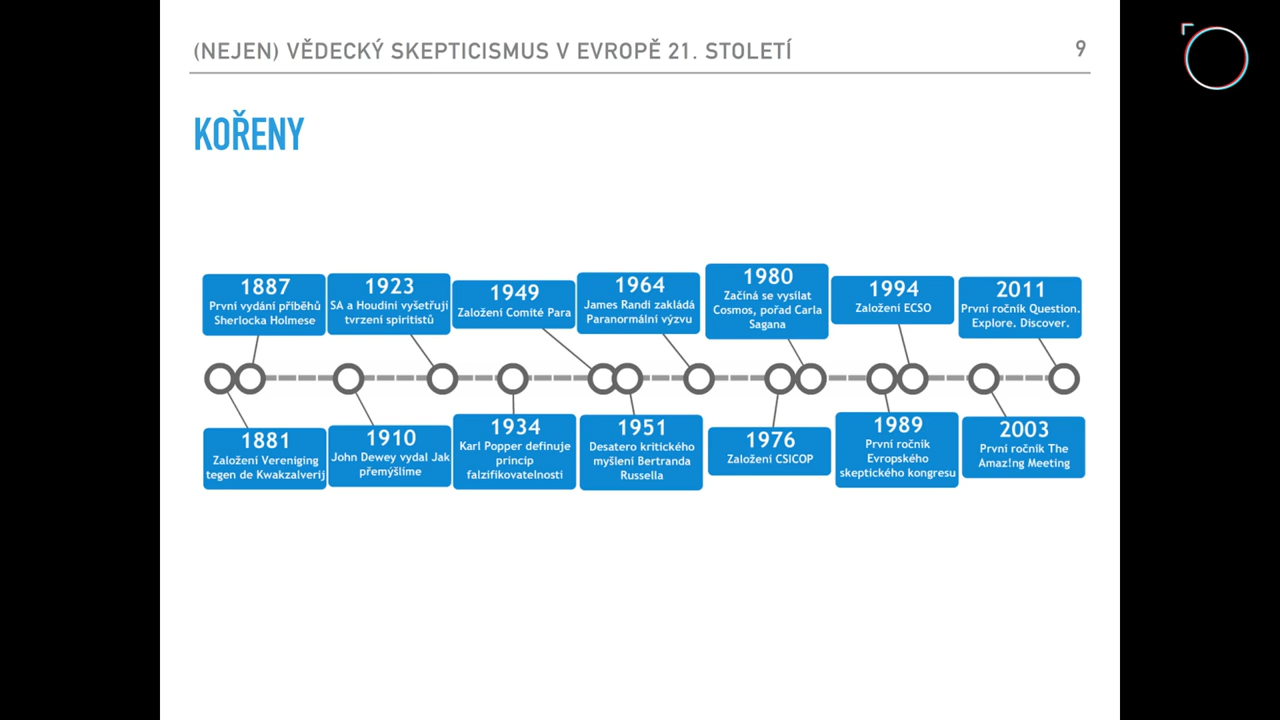 (NEJEN) VĚDECKÝ SKEPTICISMUS V EVROPĚ 21. STOLETÍ
9
KOŘENY
1887
První vydání příběhů
Sherlocka Holmese
1923
SA a Houdini vyšetřují
tvrzení spiritistů
1949
Založení Comité Para
1964
James Randi zakládá
Paranormální výzvu
1980
Začíná se vysílat
Cosmos, pořad Carla
Sagana
1994
Založení ECSO
2011
První ročník Question.
Explore. Discover.
1881
Založení Vereniging
tegen de Kwakzalverij
1910
John Dewey vydal Jak
přemýšlíme
1934
Karl Popper definuje
princip
falzifikovatelnosti
1951
Desatero kritického
myšlení Bertranda
Russella
1976
Založení CSICOP
1989
První ročník
Evropského
skeptického kongresu
2003
První ročník The
Amaz!ng Meeting